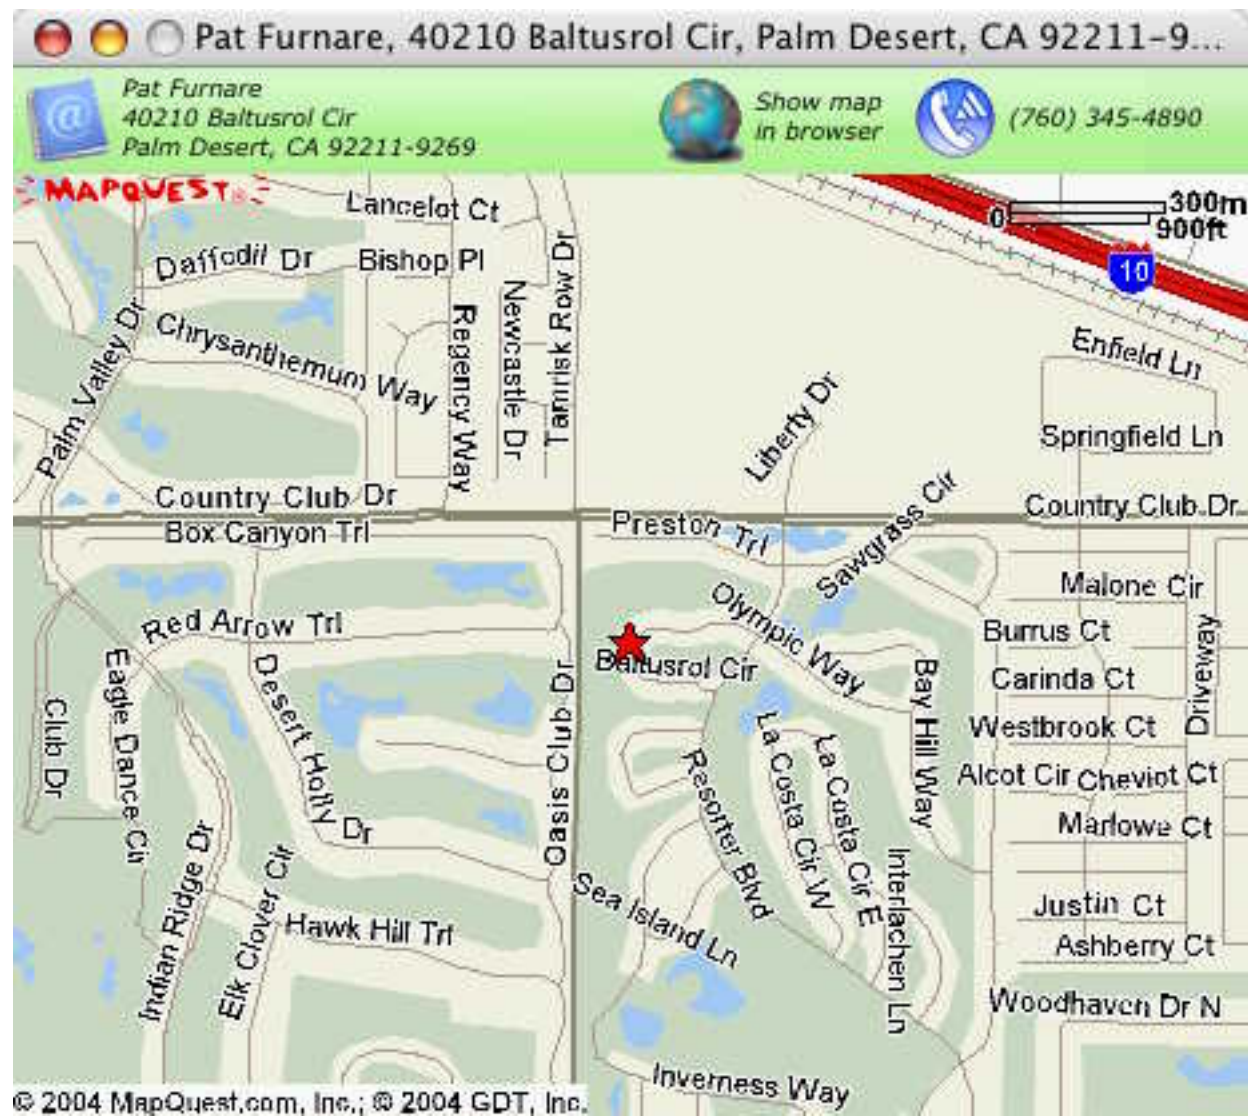 Pat Furnare, 40210 Baltusrol Cir, Palm Desert, CA 92211-9...
Pat Furnare
40210 Baltusrol Cir
Palm Desert, CA 92211-9269
Show map
in browser
(760) 345-4890
MAPQUEST®
Lancelot Ct
0 300m
900ft
Daffodil Dr
Bishop Pl
10
Palm Valley Dr
Chrysanthemum Way
Regency Way
Newcastle Dr
Tamrisk Row Dr
Enfield Ln
Liberty Dr
Springfield Ln
Country Club Dr
Country Club Dr
Box Canyon Trl
Preston Trl
Sawgrass Cir
Malone Cir
Red Arrow Trl
Olympic Way
Burrus Ct
Baltusrol Cir
Carinda Ct
Driveway
Eagle Dance Cir
Desert Holly Dr
Club Dr
Oasis Club Dr
Bay Hill Way
Westbrook Ct
La Costa Cir W
La Costa Cir E
Resorter Blvd
Alcot Cir
Cheviot Ct
Marlowe Ct
Indian Ridge Dr
Elk Clover Cir
Interlachen Ln
Sea Island Ln
Justin Ct
Hawk Hill Trl
Ashberry Ct
Woodhaven Dr N
Inverness Way
© 2004 MapQuest.com, Inc.; © 2004 GDT, Inc.